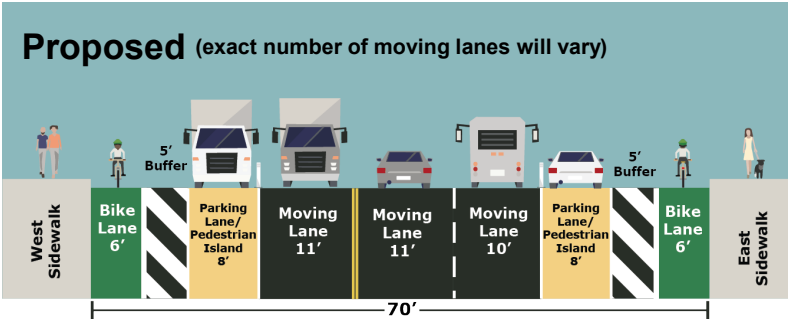 Proposed (exact number of moving lanes will vary)
5'
Buffer
5'
Buffer
West
Sidewalk
Bike
Lane
6'
Parking
Lane/
Pedestrian
Island
8'
Moving
Lane
11'
Moving
Lane
11'
Moving
Lane
10'
Parking
Lane/
Pedestrian
Island
8'
Bike
Lane
6'
East
Sidewalk
70'